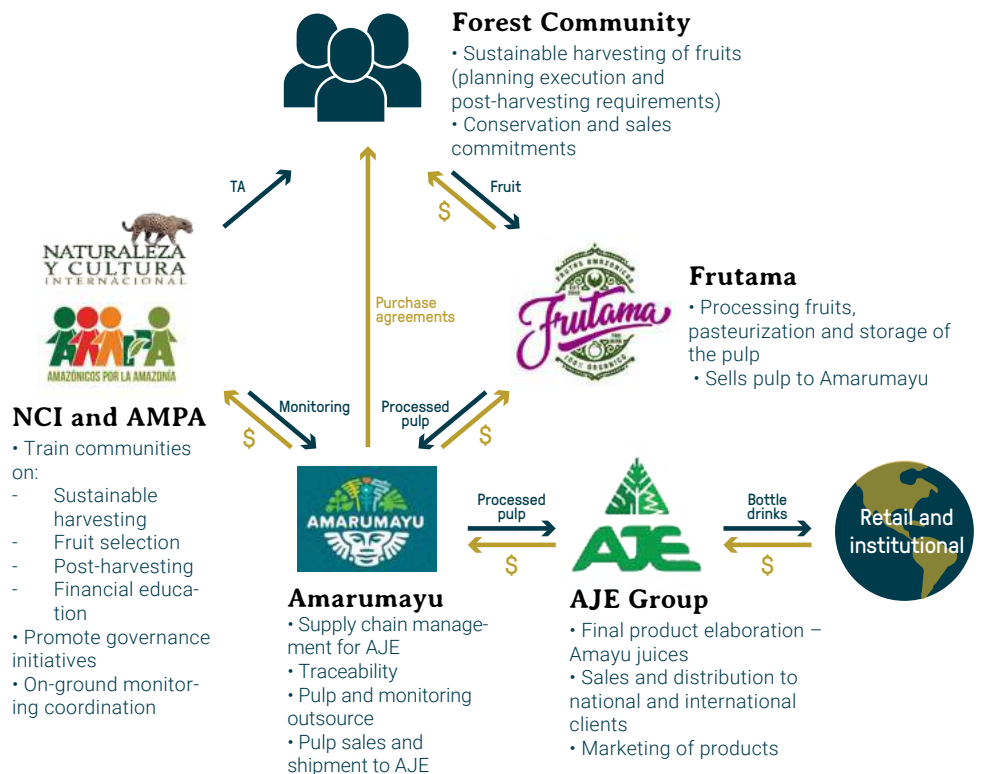 Forest Community
• Sustainable harvesting of fruits
(planning execution and
post-harvesting requirements)
• Conservation and sales
commitments
TA
Fruit
$
NATURALEZA
Y CULTURA
INTERNACIONAL
AMPA
AMAZÓNICOS POR LA AMAZONÍA
Purchase
agreements
FRUTAS AMAZONICOS
Frutama
100% ORGANICO
Frutama
• Processing fruits,
pasteurization and storage of
the pulp
• Sells pulp to Amarumayu
NCI and AMPA
• Train communities
on:
- Sustainable
harvesting
- Fruit selection
- Post-harvesting
- Financial educa-
tion
• Promote governance
initiatives
• On-ground monitor-
ing coordination
Monitoring
$
Processed
pulp
$
AMARUMAYU
Amarumayu
• Supply chain manage-
ment for AJE
• Traceability
• Pulp and monitoring
outsource
• Pulp sales and
shipment to AJE
Processed
pulp
$
AJE
AJE Group
• Final product elaboration –
Amayu juices
• Sales and distribution to
national and international
clients
• Marketing of products
Bottle
drinks
$
Retail and
institutional